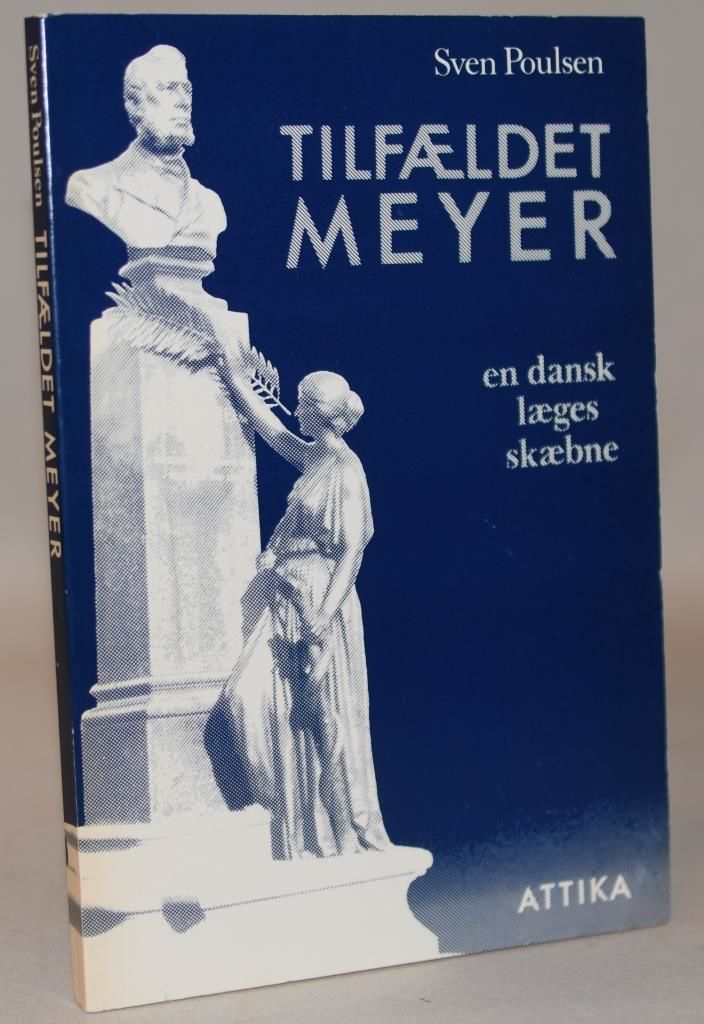 Sven Poulsen
TILFÆLDET
MEYER
en dansk
læges
skæbne
ATTIKA
Sven Poulsen TILFÆLDET MEYER